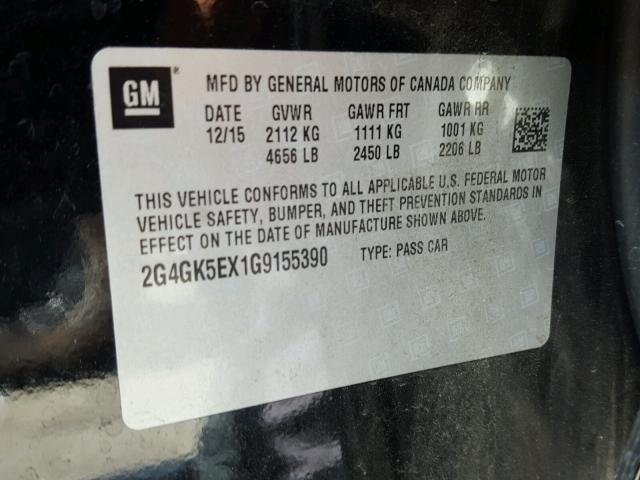 GM® MFD BY GENERAL MOTORS OF CANADA COMPANY
DATE GVWR GAWR FRT GAWR RR
12/15 2112 KG 1111 KG 1001 KG
4656 LB 2450 LB 2206 LB
THIS VEHICLE CONFORMS TO ALL APPLICABLE U.S. FEDERAL MOTOR
VEHICLE SAFETY, BUMPER, AND THEFT PREVENTION STANDARDS IN
EFFECT ON THE DATE OF MANUFACTURE SHOWN ABOVE.
2G4GK5EX1G9155390 TYPE: PASS CAR